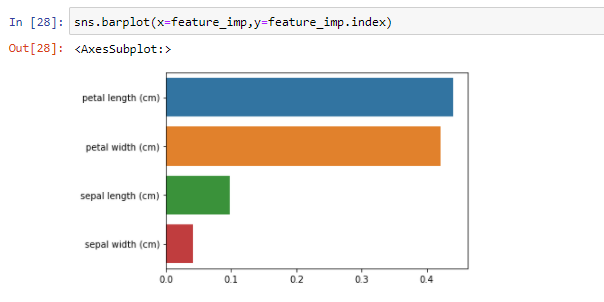 In [28]: sns.barplot(x=feature_imp,y=feature_imp.index)
Out[28]: <AxesSubplot:>
petal length (cm)
petal width (cm)
sepal length (cm)
sepal width (cm)
0.0 0.1 0.2 0.3 0.4